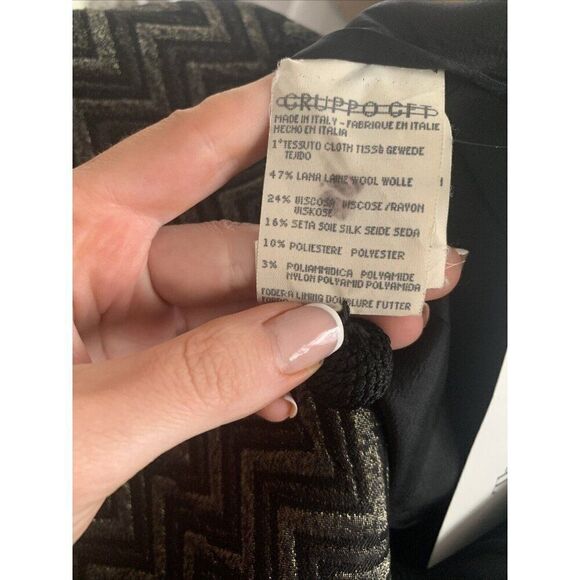 GRUPPO GFT
MADE IN ITALY - FABRIQUE EN ITALIE
HECHO EN ITALIA
1°TESSUTO CLOTH TISSU GEWEDE
TEJIDO
47% LANA LAINE WOOL WOLLE
24% VISCOSA VISCOSE/RAYON
VISKOSE
16% SETA SOIE SILK SEIDE SEDA
10% POLIESTERE POLYESTER
3% POLIAMMIDICA POLYAMIDE
NYLON POLYAMID POLYAMIDA
FODERA LINING DOUBLURE FUTTER